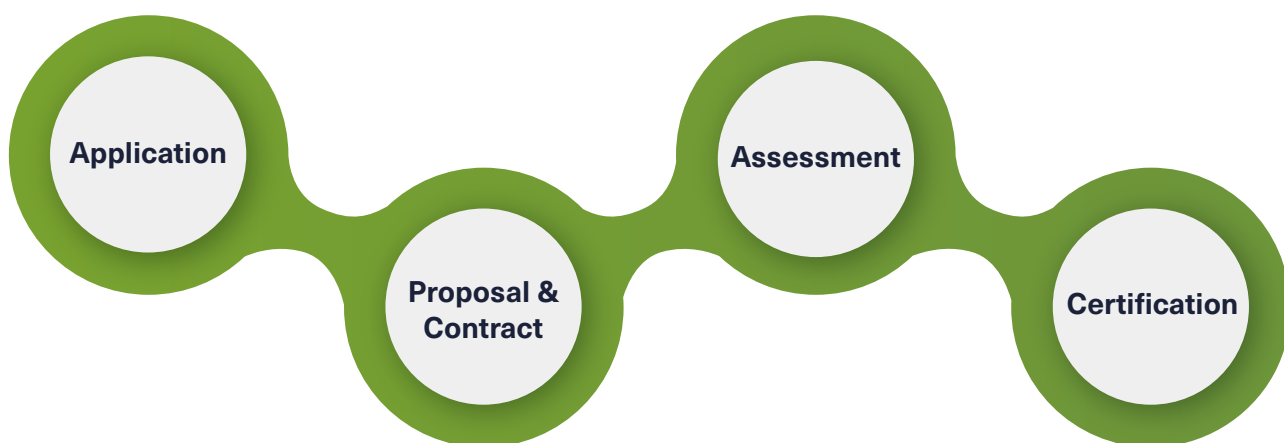 Application
Proposal &
Contract
Assessment
Certification